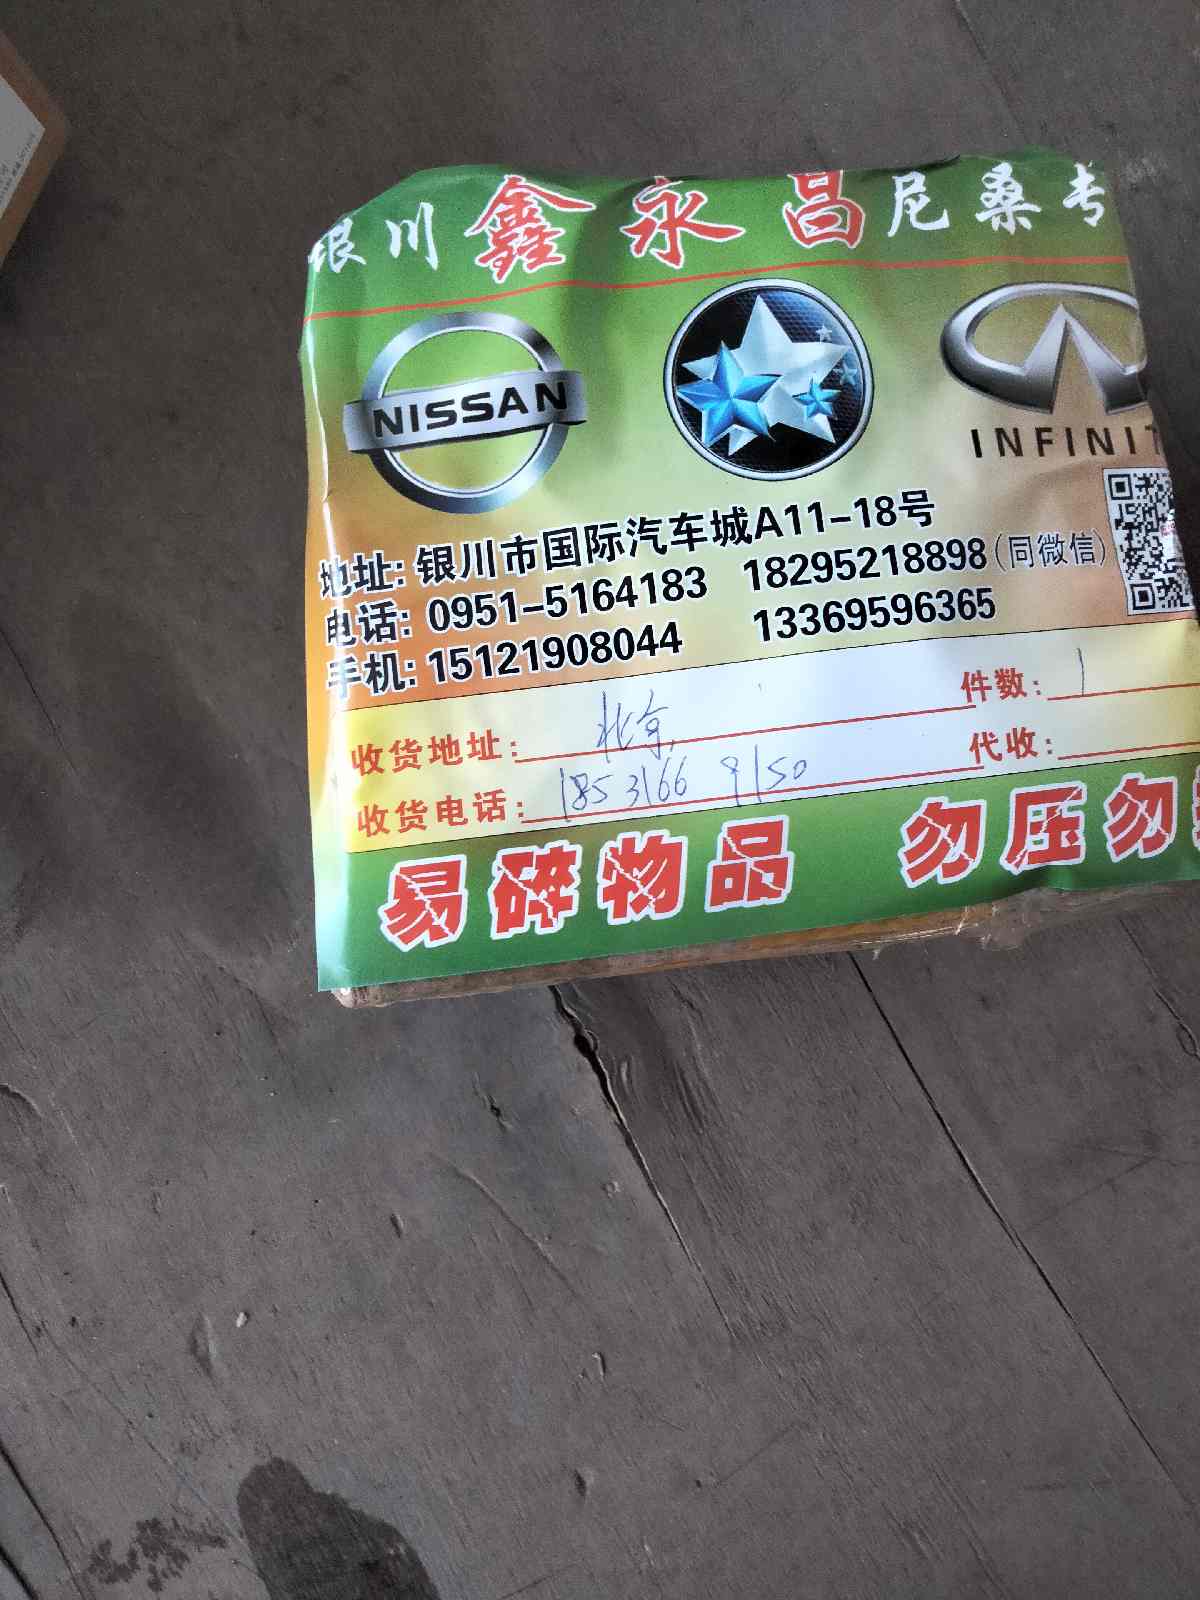 银川 鑫永昌 尼桑专
NISSAN
INFINIT
地址: 银川市国际汽车城A11-18号
电话: 0951-5164183 18295218898(同微信)
手机: 15121908044 13369596365
收货地址: 北京 件数: 1
收货电话: 185 3166 9150 代收:
易碎物品 勿压勿